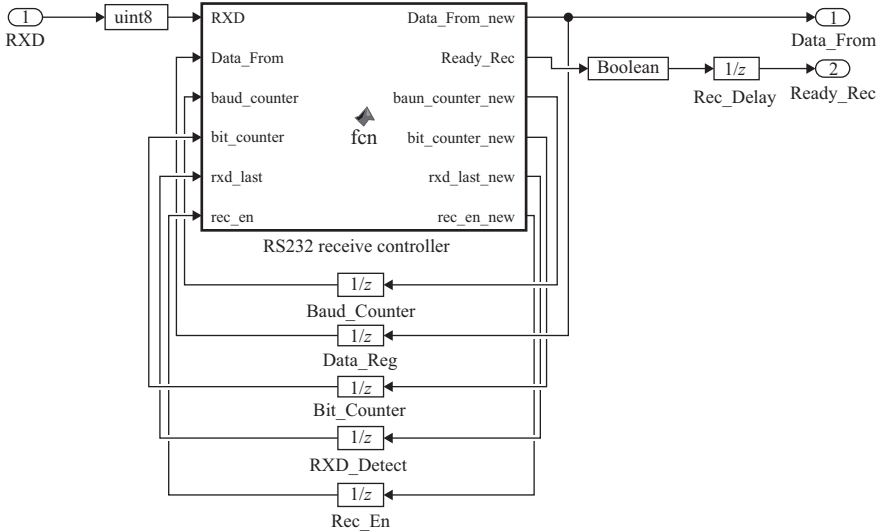 1
RXD
uint8
RXD
Data_From
baud_counter
bit_counter
rxd_last
rec_en
fcn
Data_From_new
Ready_Rec
baun_counter_new
bit_counter_new
rxd_last_new
rec_en_new
RS232 receive controller
1
Data_From
Boolean
1/z
Rec_Delay
2
Ready_Rec
1/z
Baud_Counter
1/z
Data_Reg
1/z
Bit_Counter
1/z
RXD_Detect
1/z
Rec_En